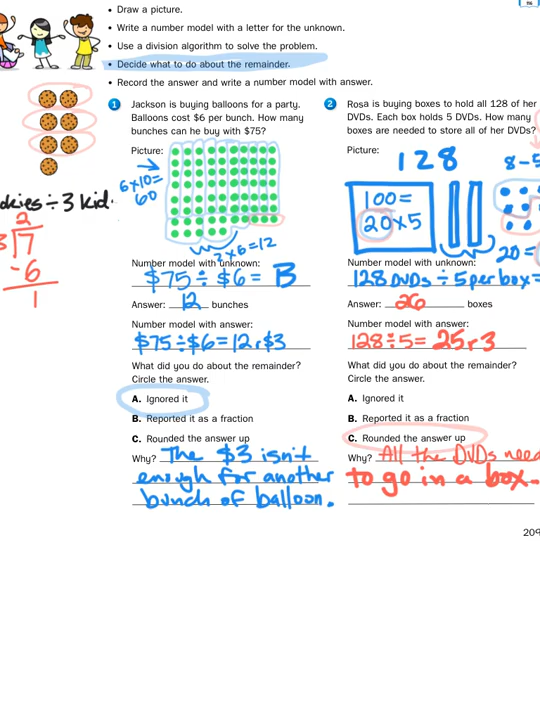 • Draw a picture.
• Write a number model with a letter for the unknown.
• Use a division algorithm to solve the problem.
• Decide what to do about the remainder.
• Record the answer and write a number model with answer.
kies ÷ 3 kid
2
3 7
-6
1
1 Jackson is buying balloons for a party.
Balloons cost $6 per bunch. How many
bunches can he buy with $75?
Picture:
6x10=
60
2x6=12
Number model with unknown:
$75 ÷ $6 = B
Answer: 12 bunches
Number model with answer:
$75÷$6=12r$3
What did you do about the remainder?
Circle the answer.
A. Ignored it
B. Reported it as a fraction
C. Rounded the answer up
Why? The $3 isn't
enough for another
bunch of balloon.
2 Rosa is buying boxes to hold all 128 of her
DVDs. Each box holds 5 DVDs. How many
boxes are needed to store all of her DVDs?
Picture:
128
8-5
100=
20x5
20=
Number model with unknown:
128 DVDs ÷ 5 per box=
Answer: 26 boxes
Number model with answer:
128÷5= 25r3
What did you do about the remainder?
Circle the answer.
A. Ignored it
B. Reported it as a fraction
C. Rounded the answer up
Why? All the DVDs need
to go in a box.
209